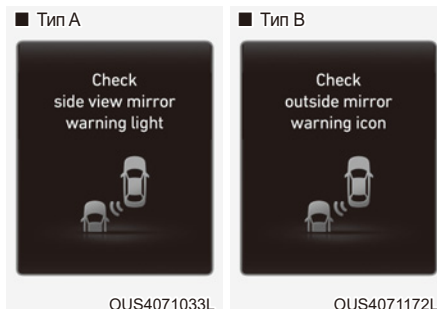 ■ Тип A
Check
side view mirror
warning light
OUS4071033L
■ Тип B
Check
outside mirror
warning icon
OUS4071172L